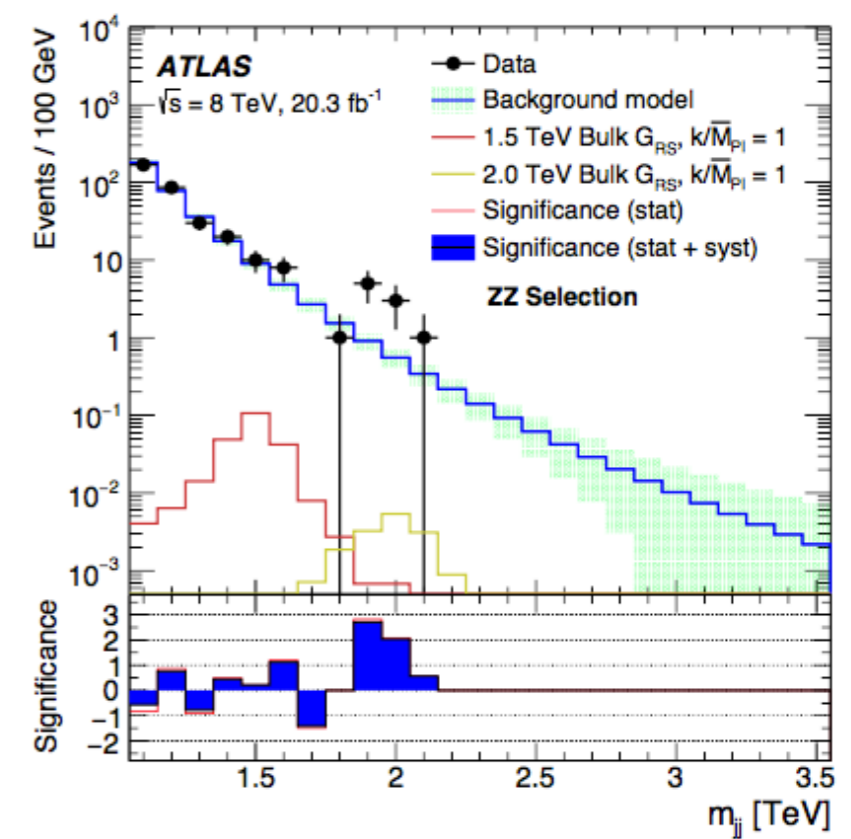 Events / 100 GeV
10⁴
10³
10²
10
1
10⁻¹
10⁻²
10⁻³
ATLAS
√s = 8 TeV, 20.3 fb⁻¹
Data
Background model
1.5 TeV Bulk G_RS, k/M̅_Pl = 1
2.0 TeV Bulk G_RS, k/M̅_Pl = 1
Significance (stat)
Significance (stat + syst)
ZZ Selection
Significance
3
2
1
0
−1
−2
1.5 2 2.5 3 3.5
m_jj [TeV]